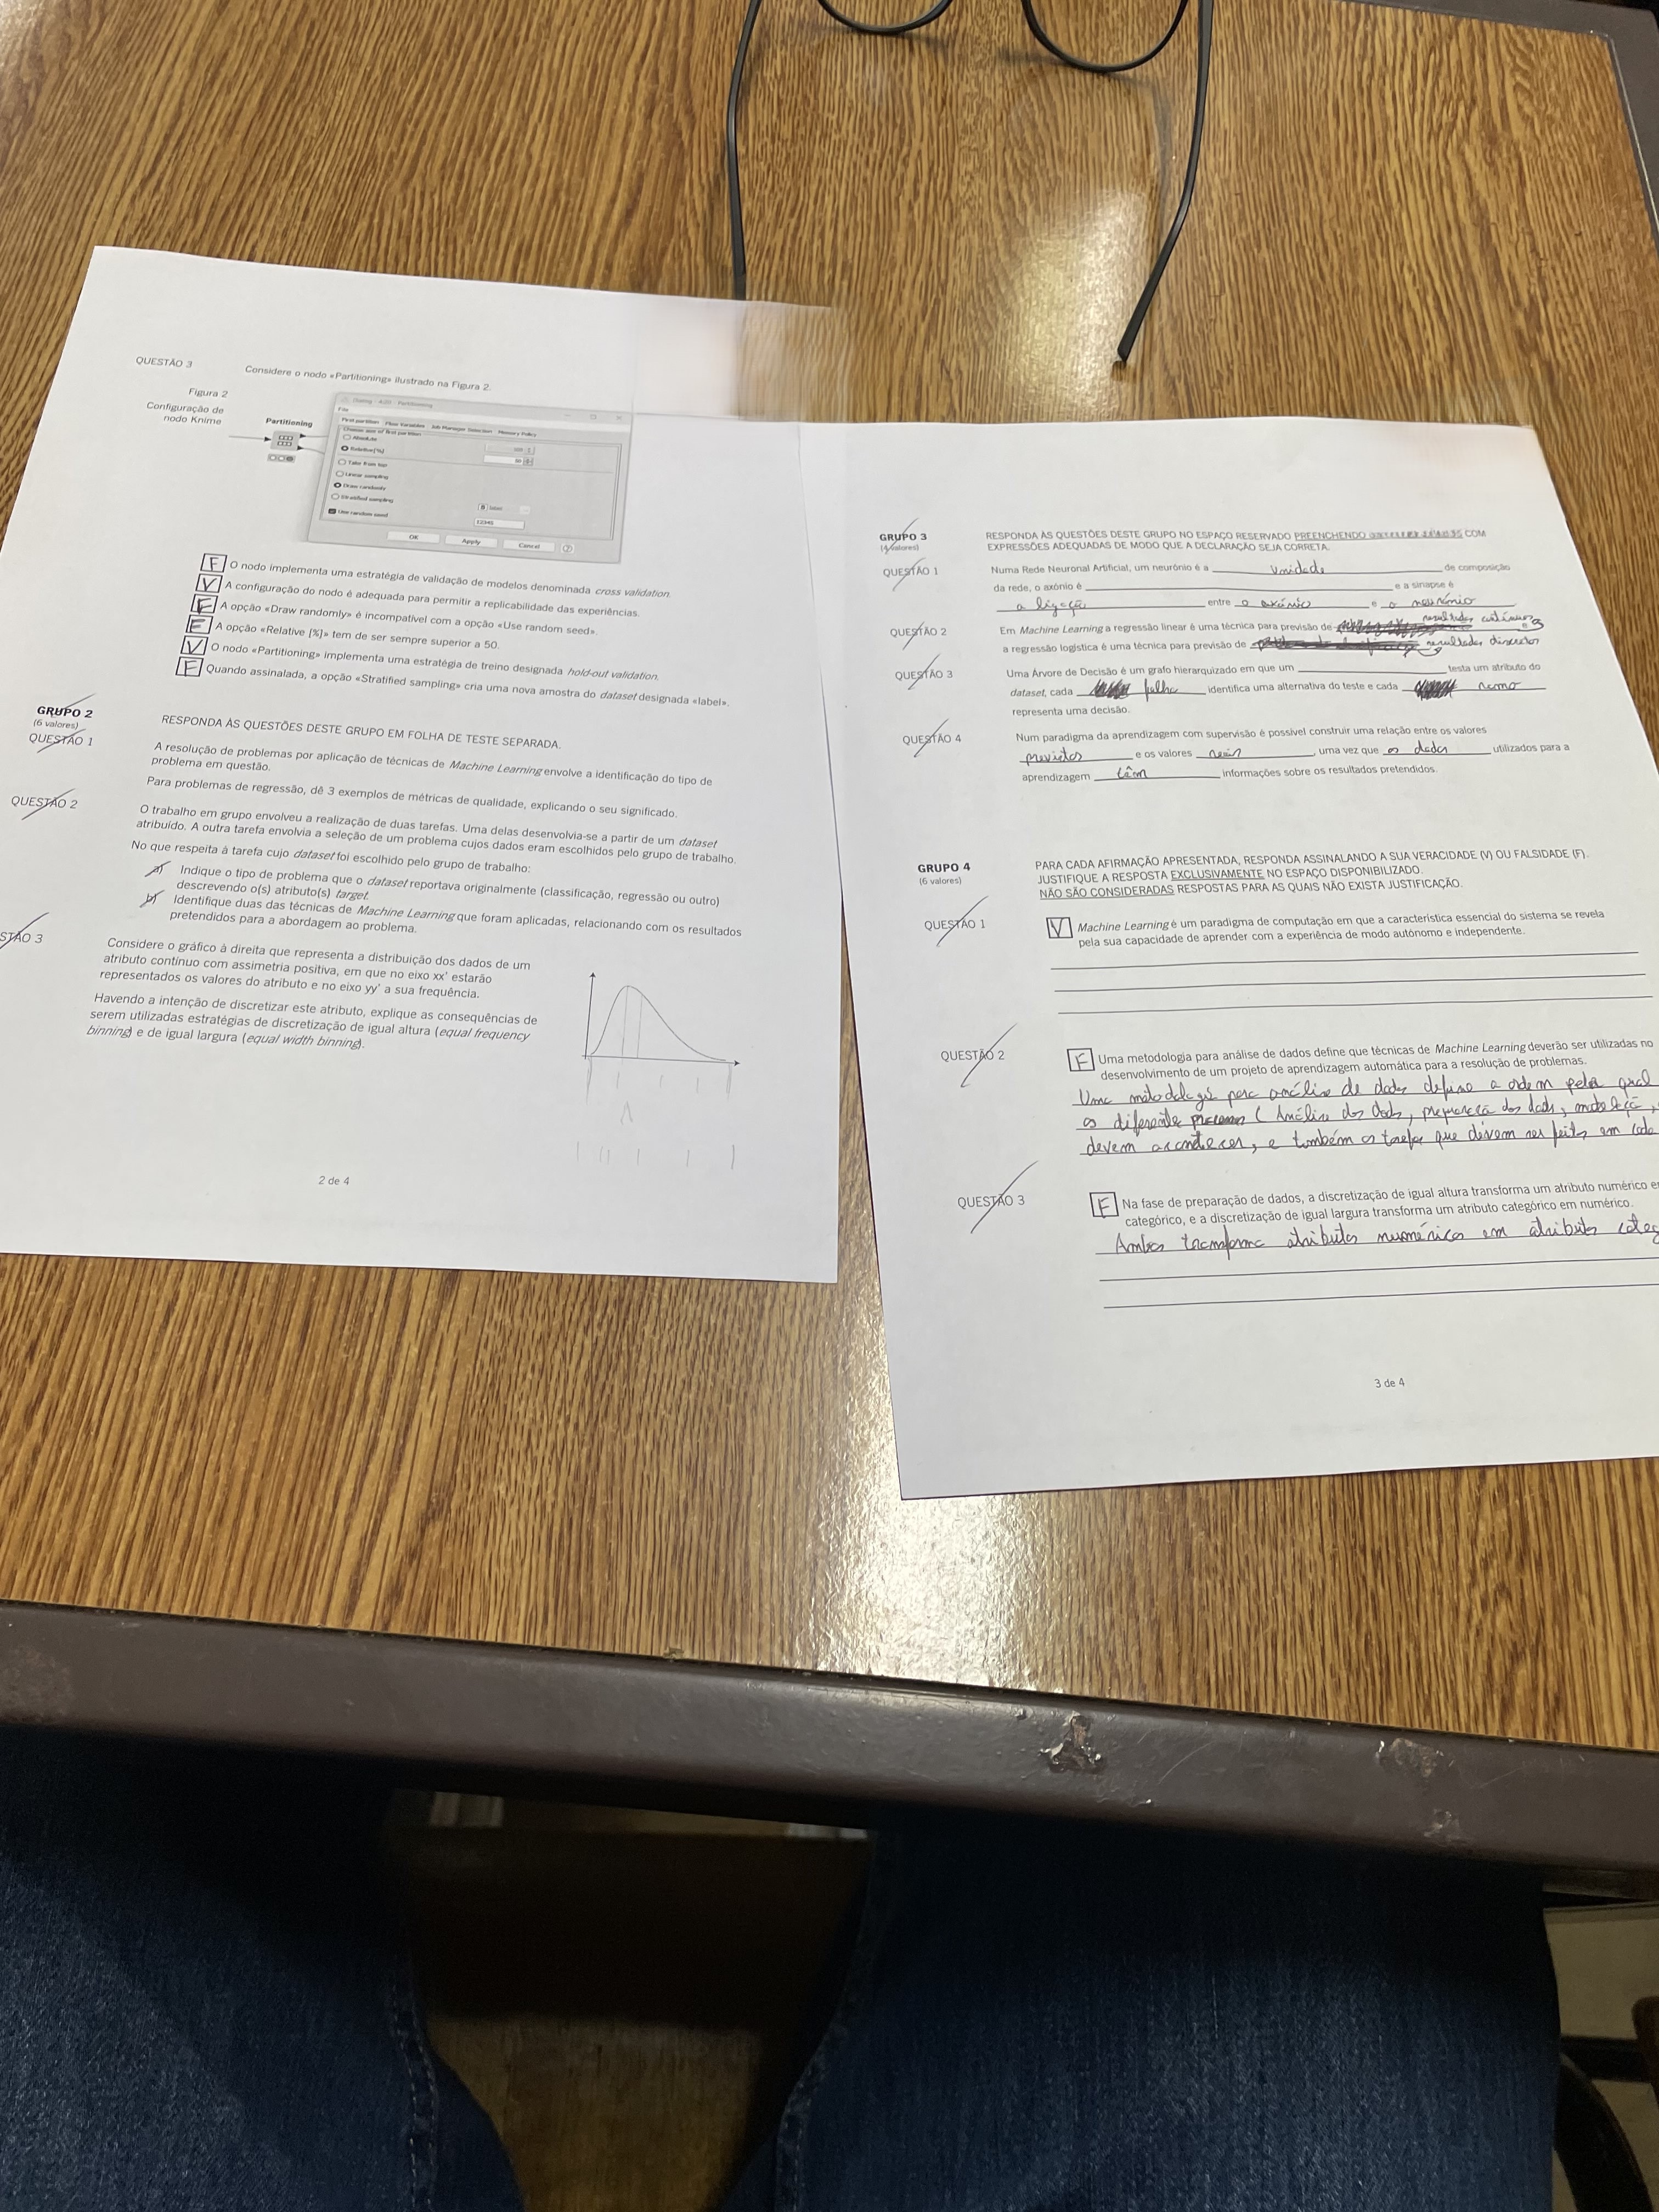 QUESTÃO 3
Considere o nodo «Partitioning» ilustrado na Figura 2.
Figura 2
Configuração de
nodo Knime
Partitioning
Dialog - 4:20 - Partitioning
File
First partition Flow Variables Job Manager Selection Memory Policy
Choose size of first partition
Absolute
Relative[%]
Take from top
Linear sampling
Draw randomly
Stratified sampling
S label
Use random seed
12345
OK Apply Cancel
F O nodo implementa uma estratégia de validação de modelos denominada cross validation.
V A configuração do nodo é adequada para permitir a replicabilidade das experiências.
F A opção «Draw randomly» é incompatível com a opção «Use random seed».
F A opção «Relative [%]» tem de ser sempre superior a 50.
V O nodo «Partitioning» implementa uma estratégia de treino designada hold-out validation.
F Quando assinalada, a opção «Stratified sampling» cria uma nova amostra do dataset designada «label».
GRUPO 2
(6 valores)
RESPONDA ÀS QUESTÕES DESTE GRUPO EM FOLHA DE TESTE SEPARADA.
QUESTÃO 1
A resolução de problemas por aplicação de técnicas de Machine Learning envolve a identificação do tipo de
problema em questão.
Para problemas de regressão, dê 3 exemplos de métricas de qualidade, explicando o seu significado.
QUESTÃO 2
O trabalho em grupo envolveu a realização de duas tarefas. Uma delas desenvolvia-se a partir de um dataset
atribuído. A outra tarefa envolvia a seleção de um problema cujos dados eram escolhidos pelo grupo de trabalho.
No que respeita à tarefa cujo dataset foi escolhido pelo grupo de trabalho:
a) Indique o tipo de problema que o dataset reportava originalmente (classificação, regressão ou outro)
descrevendo o(s) atributo(s) target.
b) Identifique duas das técnicas de Machine Learning que foram aplicadas, relacionando com os resultados
pretendidos para a abordagem ao problema.
STÃO 3
Considere o gráfico à direita que representa a distribuição dos dados de um
atributo contínuo com assimetria positiva, em que no eixo xx' estarão
representados os valores do atributo e no eixo yy' a sua frequência.
Havendo a intenção de discretizar este atributo, explique as consequências de
serem utilizadas estratégias de discretização de igual altura (equal frequency
binning) e de igual largura (equal width binning).
2 de 4
GRUPO 3
(4 valores)
RESPONDA ÀS QUESTÕES DESTE GRUPO NO ESPAÇO RESERVADO PREENCHENDO COM
EXPRESSÕES ADEQUADAS DE MODO QUE A DECLARAÇÃO SEJA CORRETA.
QUESTÃO 1
Numa Rede Neuronal Artificial, um neurónio é a unidade de composição
da rede, o axónio é e a sinapse é
a ligação entre o axónio e o neurónio
QUESTÃO 2
Em Machine Learning a regressão linear é uma técnica para previsão de resultados contínuos e
a regressão logística é uma técnica para previsão de resultados discretos
QUESTÃO 3
Uma Árvore de Decisão é um grafo hierarquizado em que um testa um atributo do
dataset, cada folha identifica uma alternativa do teste e cada ramo
representa uma decisão.
QUESTÃO 4
Num paradigma da aprendizagem com supervisão é possível construir uma relação entre os valores
previstos e os valores reais, uma vez que os dados utilizados para a
aprendizagem têm informações sobre os resultados pretendidos.
GRUPO 4
(6 valores)
PARA CADA AFIRMAÇÃO APRESENTADA, RESPONDA ASSINALANDO A SUA VERACIDADE (V) OU FALSIDADE (F).
JUSTIFIQUE A RESPOSTA EXCLUSIVAMENTE NO ESPAÇO DISPONIBILIZADO.
NÃO SÃO CONSIDERADAS RESPOSTAS PARA AS QUAIS NÃO EXISTA JUSTIFICAÇÃO.
QUESTÃO 1
V Machine Learning é um paradigma de computação em que a característica essencial do sistema se revela
pela sua capacidade de aprender com a experiência de modo autónomo e independente.
QUESTÃO 2
F Uma metodologia para análise de dados define que técnicas de Machine Learning deverão ser utilizadas no
desenvolvimento de um projeto de aprendizagem automática para a resolução de problemas.
Uma metodologia para análise de dados define a ordem pela qual
os diferentes processos (Análise dos Dados, preparação dos dados, modelação,
devem acontecer, e também as tarefas que devem ser feitas em cada
QUESTÃO 3
F Na fase de preparação de dados, a discretização de igual altura transforma um atributo numérico e
categórico, e a discretização de igual largura transforma um atributo categórico em numérico.
Ambas transforma atributos numéricos em atributos categ
3 de 4